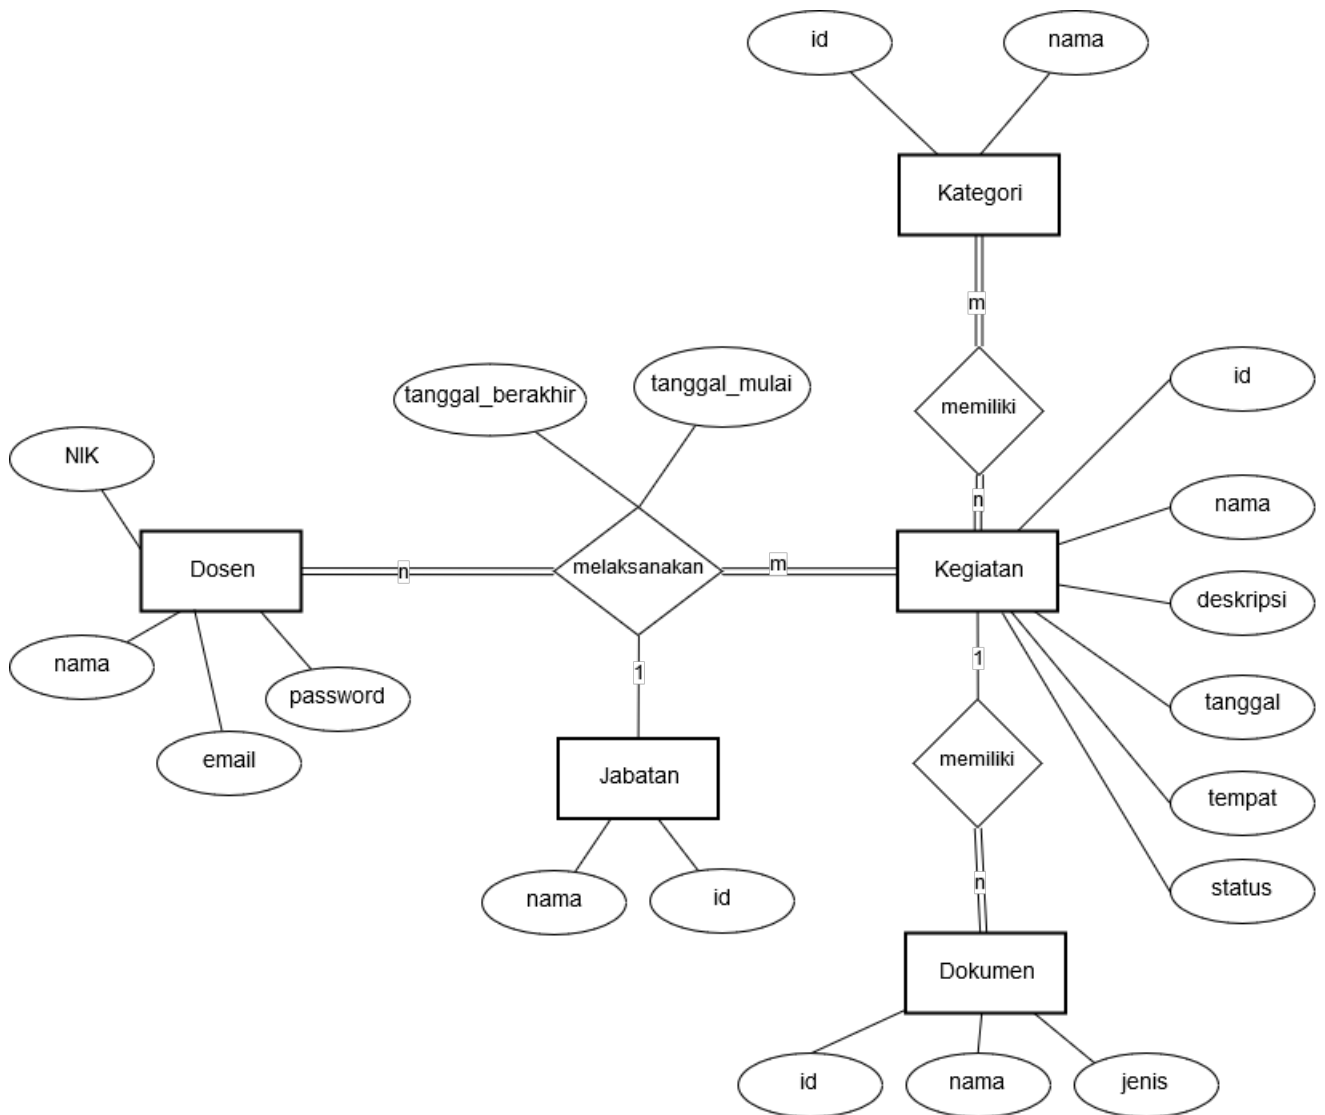 id
nama
Kategori
m
memiliki
id
tanggal_berakhir
tanggal_mulai
NIK
n
nama
Dosen
n
melaksanakan
m
Kegiatan
deskripsi
nama
password
email
1
Jabatan
1
memiliki
tanggal
tempat
nama
id
n
status
Dokumen
id
nama
jenis